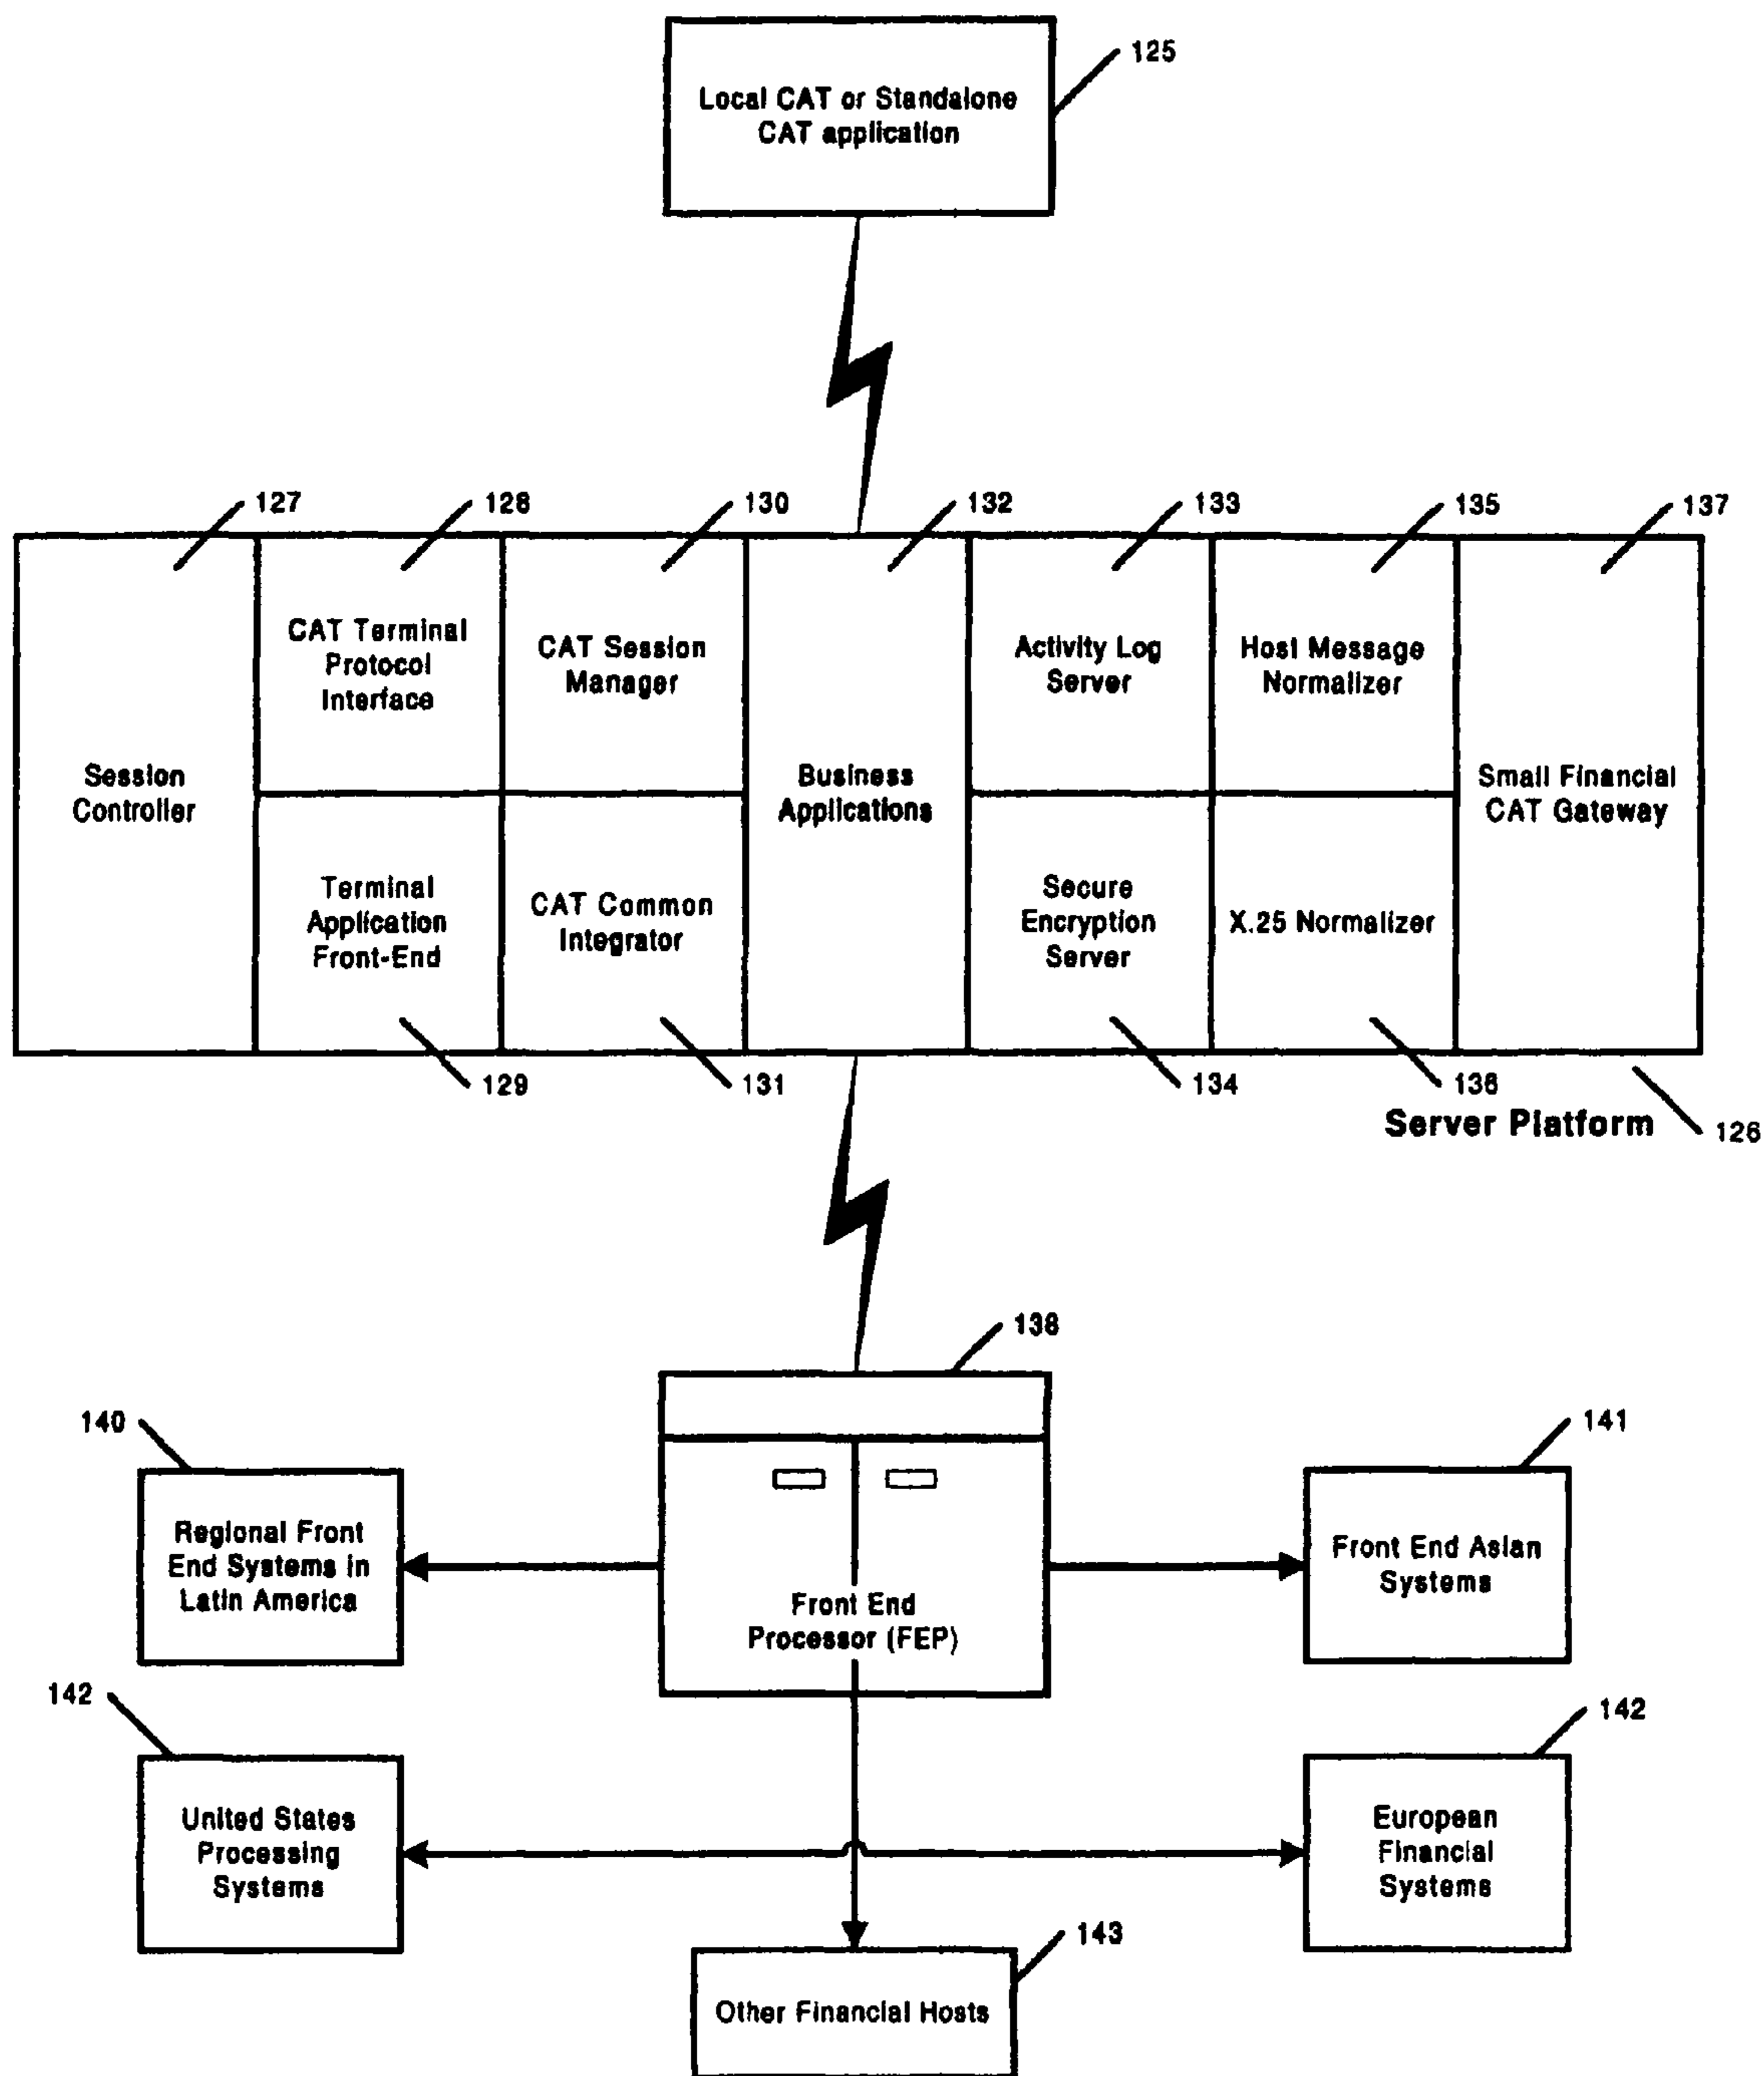 125
Local CAT or Standalone
CAT application
127
128
130
132
133
135
137
CAT Terminal
Protocol
Interface
CAT Session
Manager
Activity Log
Server
Host Message
Normalizer
Session
Controller
Business
Applications
Small Financial
CAT Gateway
Terminal
Application
Front-End
CAT Common
Integrator
Secure
Encryption
Server
X.25 Normalizer
129
131
134
136
Server Platform
126
138
140
141
Regional Front
End Systems in
Latin America
Front End Asian
Systems
Front End
Processor (FEP)
142
142
United States
Processing
Systems
European
Financial
Systems
143
Other Financial Hosts